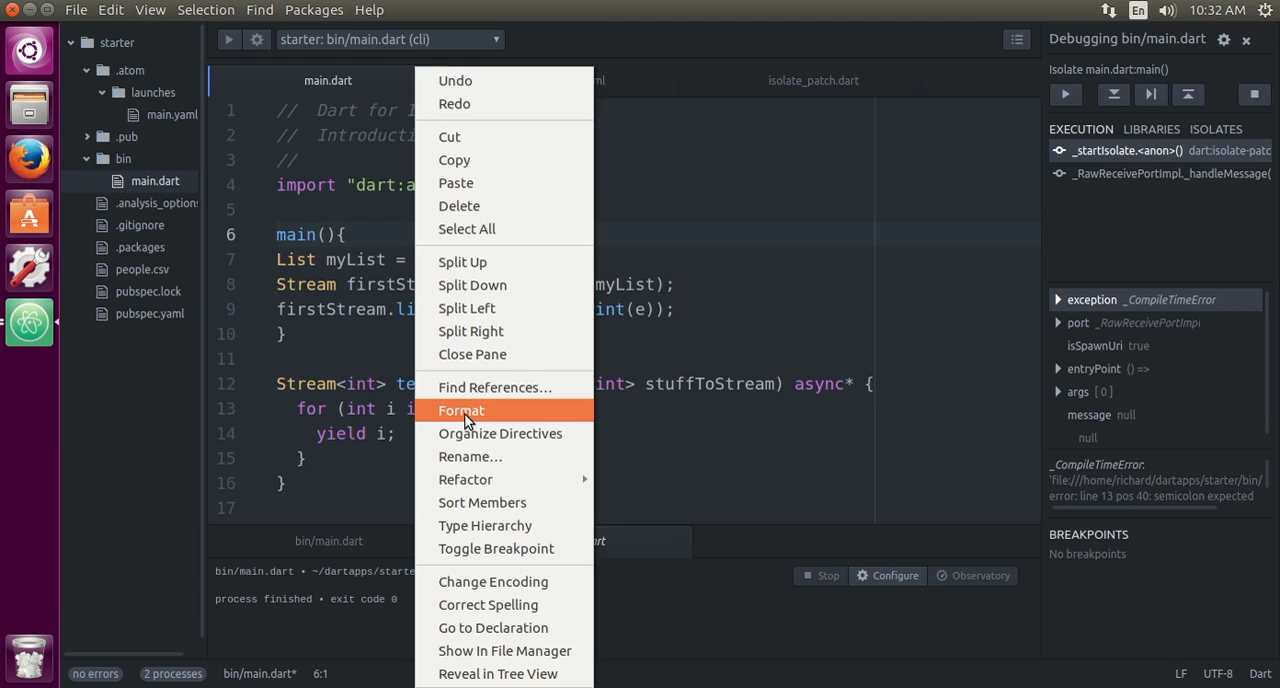 File Edit View Selection Find Packages Help
En
10:32 AM
starter
.atom
launches
main.yaml
.pub
bin
main.dart
.analysis_options
.gitignore
.packages
people.csv
pubspec.lock
pubspec.yaml
starter: bin/main.dart (cli)
main.dart
isolate_patch.dart
1 // Dart for I
2 // Introducti
3 //
4 import "dart:a
5
6 main(){
7 List myList =
8 Stream firstSt myList);
9 firstStream.li int(e));
10 }
11
12 Stream<int> te int> stuffToStream) async* {
13 for (int i i
14 yield i;
15 }
16 }
17
Undo
Redo
Cut
Copy
Paste
Delete
Select All
Split Up
Split Down
Split Left
Split Right
Close Pane
Find References…
Format
Organize Directives
Rename…
Refactor
Sort Members
Type Hierarchy
Toggle Breakpoint
Change Encoding
Correct Spelling
Go to Declaration
Show In File Manager
Reveal in Tree View
bin/main.dart
bin/main.dart • ~/dartapps/starte
process finished • exit code 0
Stop Configure Observatory
Debugging bin/main.dart
Isolate main.dart:main()
EXECUTION LIBRARIES ISOLATES
_startIsolate.<anon>() dart:isolate-patc
_RawReceivePortImpl._handleMessage(
exception _CompileTimeError
port _RawReceivePortImpl
isSpawnUri true
entryPoint () =>
args [ 0 ]
message null
null
_CompileTimeError:
'file:///home/richard/dartapps/starter/bin/
error: line 13 pos 40: semicolon expected
BREAKPOINTS
No breakpoints
no errors 2 processes bin/main.dart* 6:1
LF UTF-8 Dart